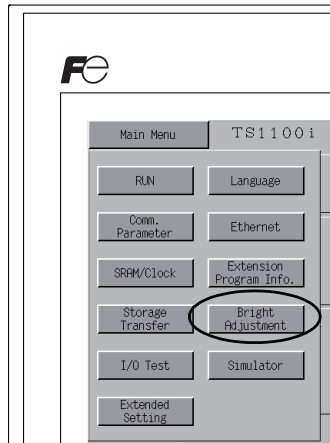 Fe
Main Menu
TS1100i
RUN
Language
Comm.
Parameter
Ethernet
SRAM/Clock
Extension
Program Info.
Storage
Transfer
Bright
Adjustment
I/O Test
Simulator
Extended
Setting